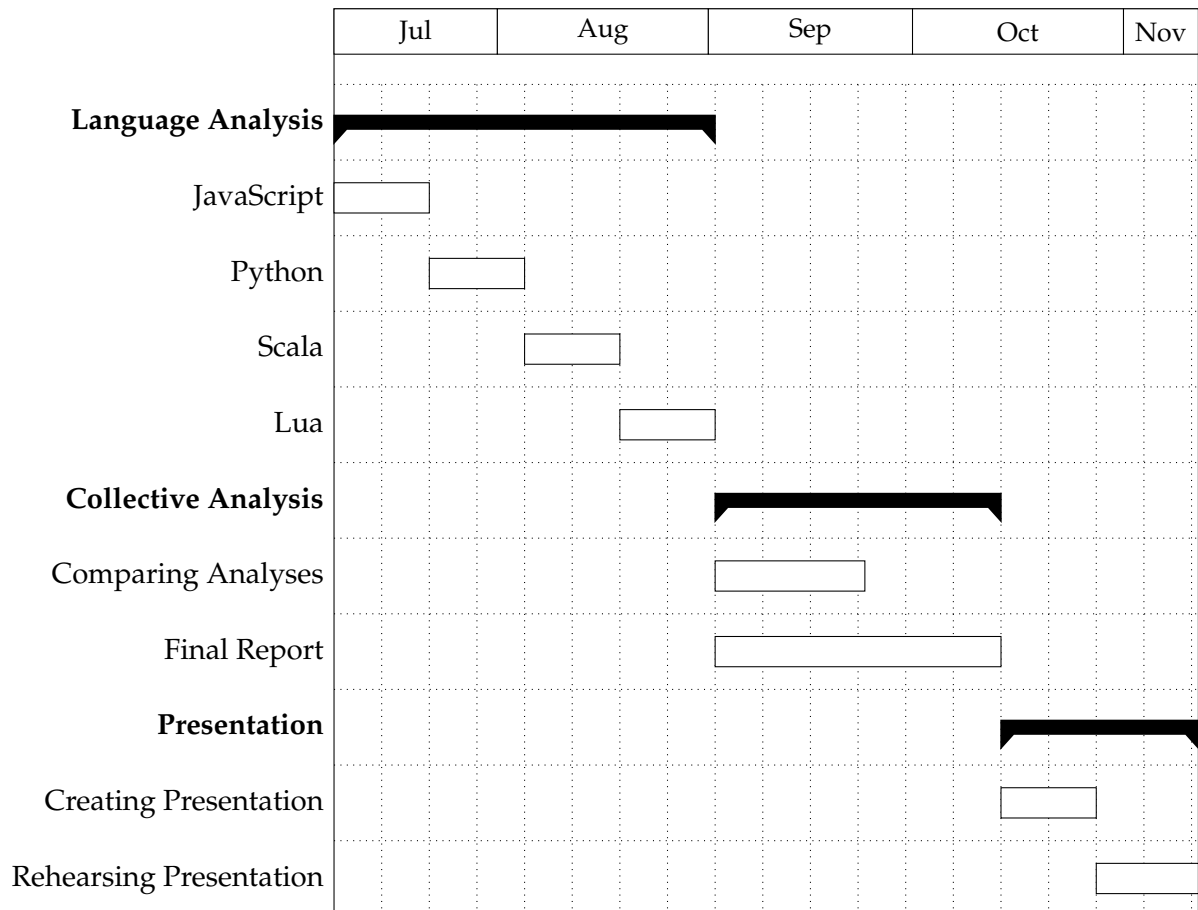 Jul Aug Sep Oct Nov
Language Analysis
JavaScript
Python
Scala
Lua
Collective Analysis
Comparing Analyses
Final Report
Presentation
Creating Presentation
Rehearsing Presentation